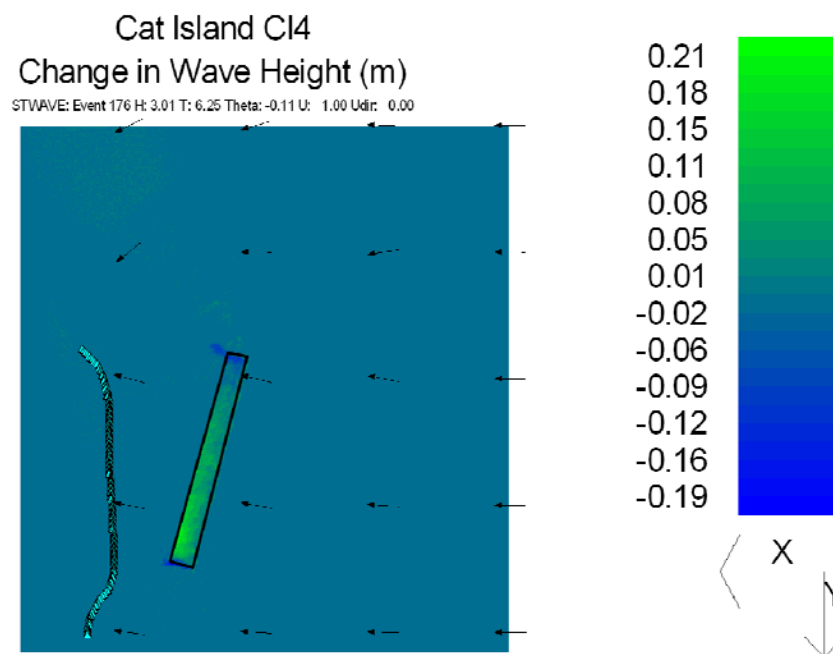 Cat Island CI4
Change in Wave Height (m)
STWAVE: Event 176 H: 3.01 T: 6.25 Theta: -0.11 U: 1.00 Udir: 0.00
0.21
0.18
0.15
0.11
0.08
0.05
0.01
-0.02
-0.06
-0.09
-0.12
-0.16
-0.19
X
Y